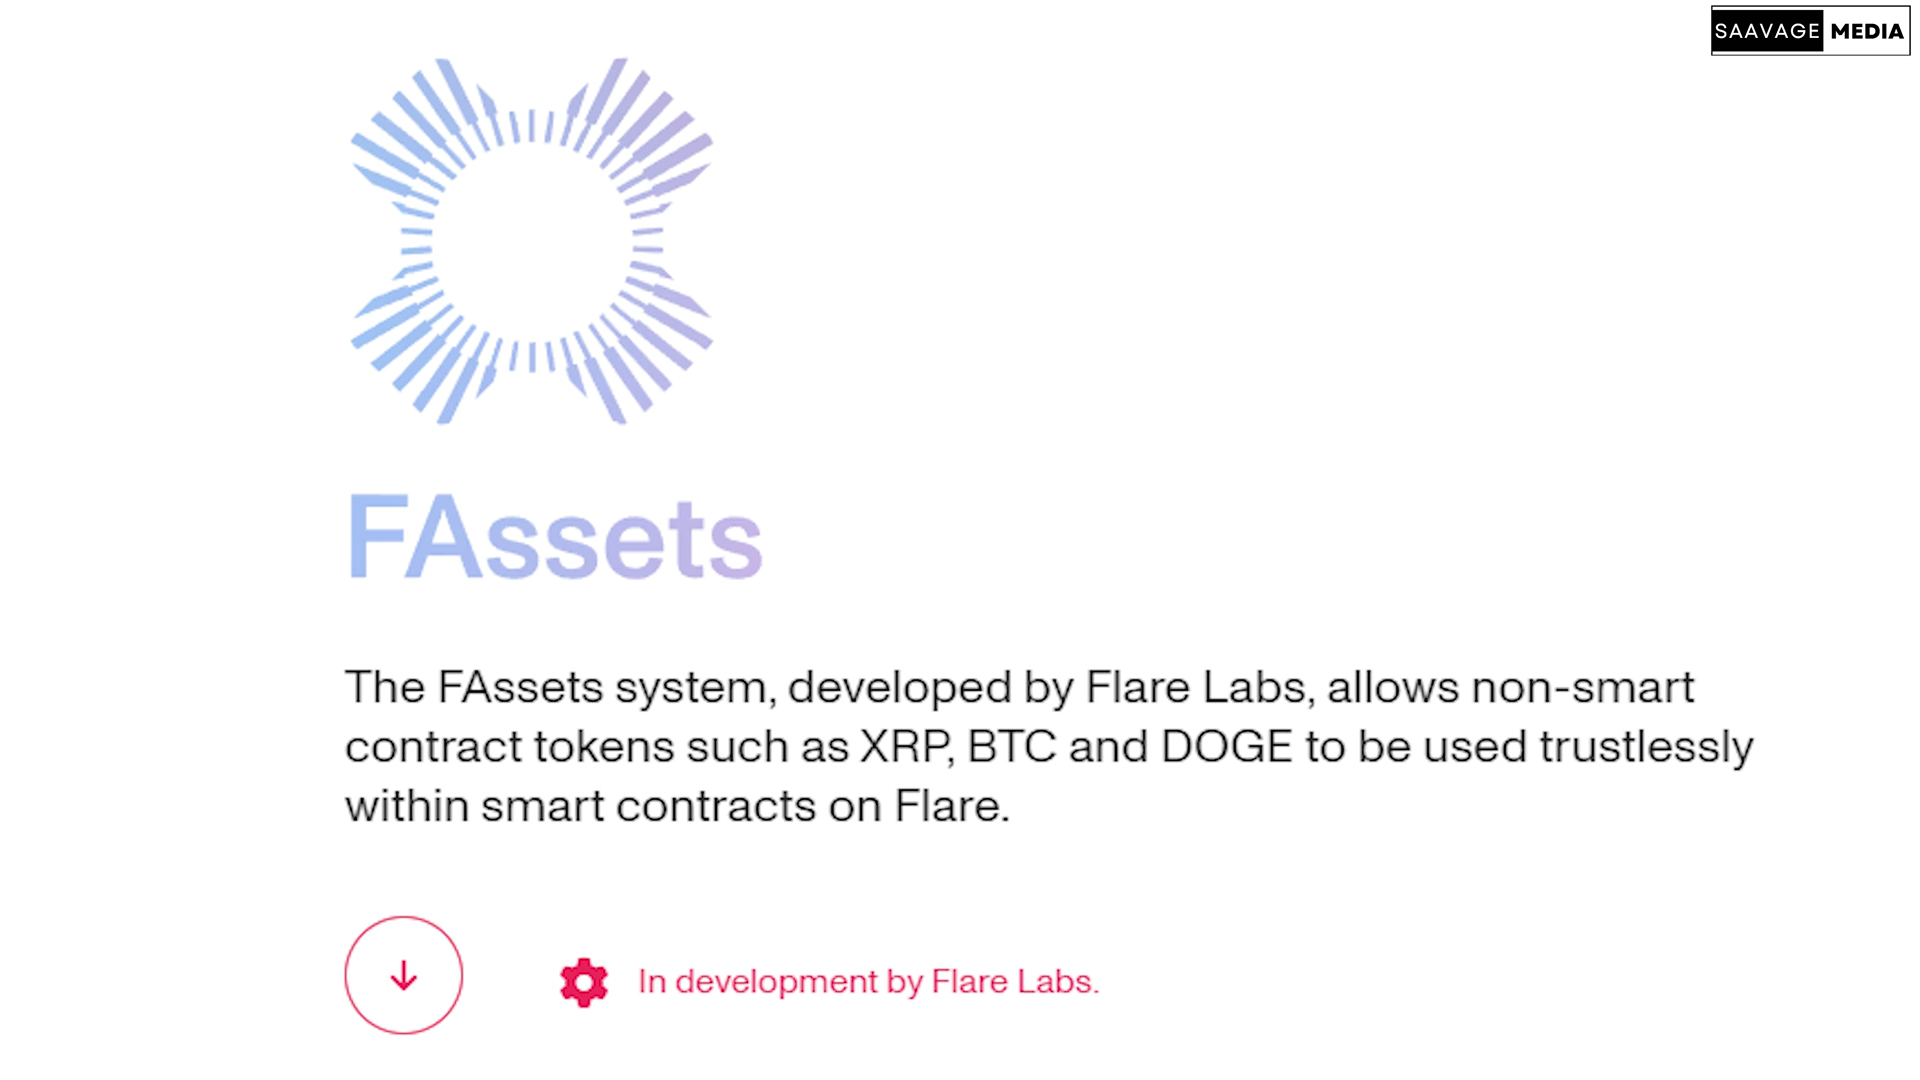 SAAVAGE MEDIA
FAssets
The FAssets system, developed by Flare Labs, allows non-smart
contract tokens such as XRP, BTC and DOGE to be used trustlessly
within smart contracts on Flare.
In development by Flare Labs.